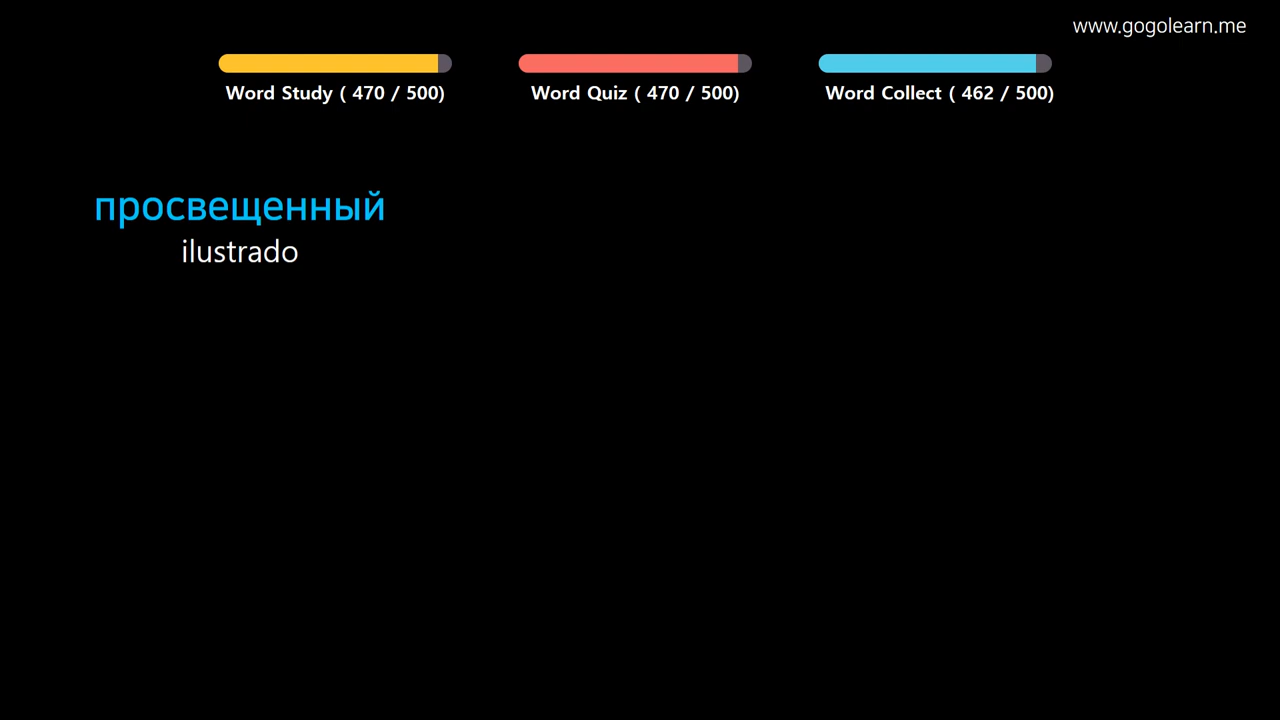 www.gogolearn.me
Word Study ( 470 / 500)
Word Quiz ( 470 / 500)
Word Collect ( 462 / 500)
просвещенный
ilustrado